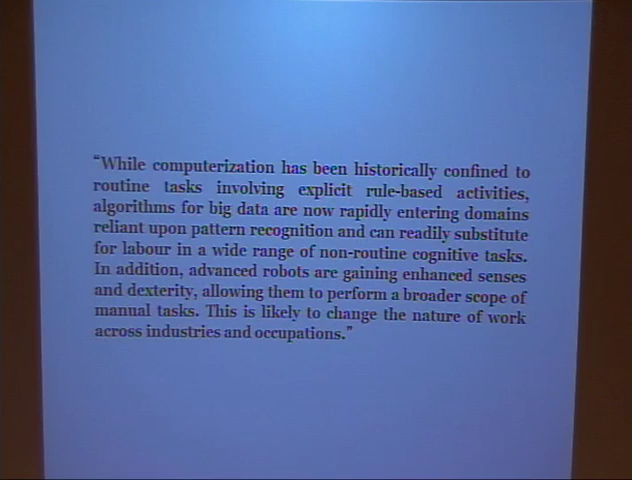 “While computerization has been historically confined to
routine tasks involving explicit rule-based activities,
algorithms for big data are now rapidly entering domains
reliant upon pattern recognition and can readily substitute
for labour in a wide range of non-routine cognitive tasks.
In addition, advanced robots are gaining enhanced senses
and dexterity, allowing them to perform a broader scope of
manual tasks. This is likely to change the nature of work
across industries and occupations.”